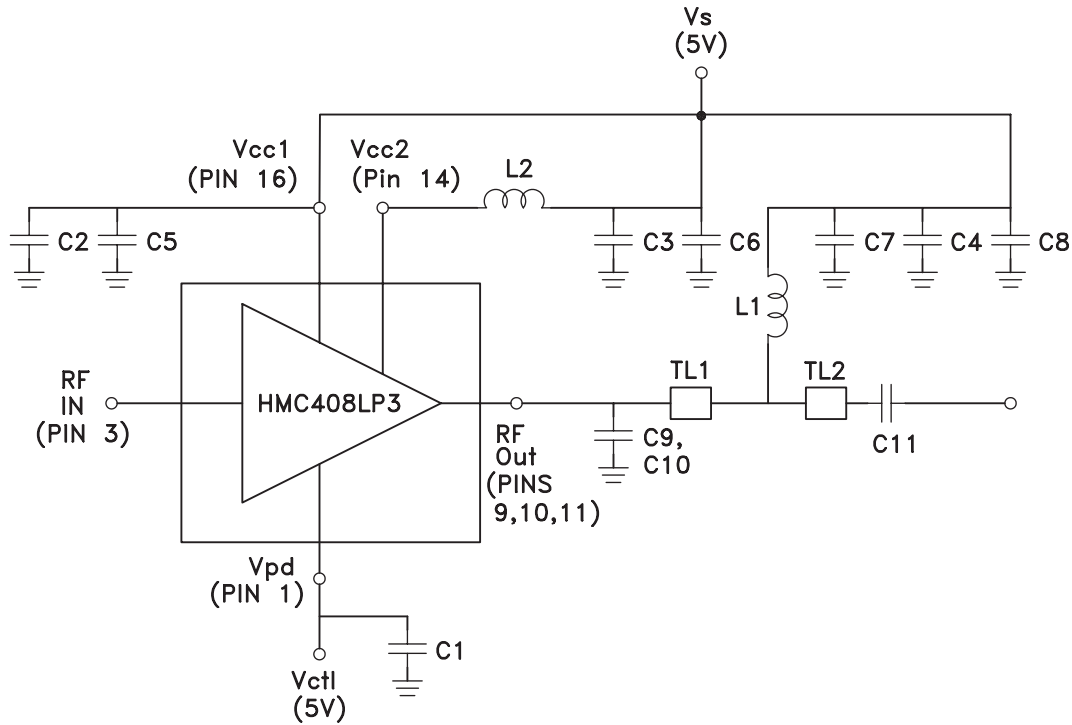 Vs
(5V)
Vcc1
(PIN 16)
Vcc2
(Pin 14)
L2
C2
C5
C3
C6
C7
C4
C8
L1
RF
IN
(PIN 3)
HMC408LP3
TL1
TL2
RF
Out
(PINS
9,10,11)
C9,
C10
C11
Vpd
(PIN 1)
C1
Vctl
(5V)